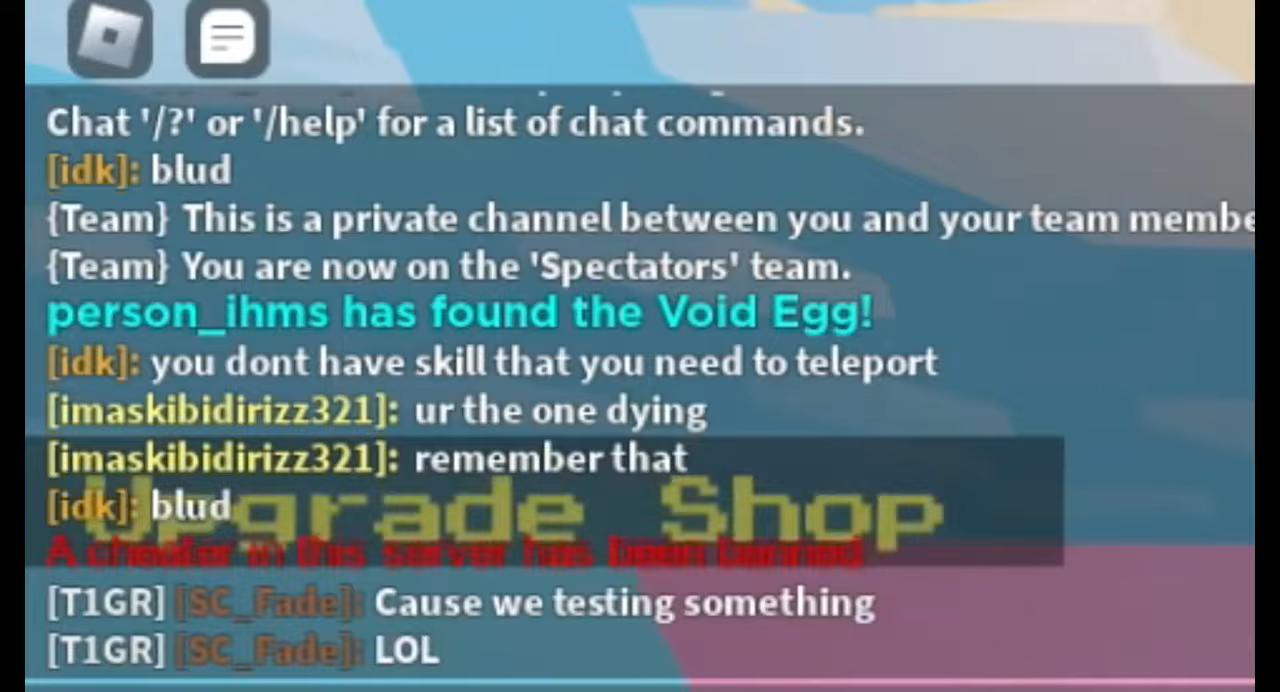 Chat '/?' or '/help' for a list of chat commands.
[idk]: blud
{Team} This is a private channel between you and your team membe
{Team} You are now on the 'Spectators' team.
person_ihms has found the Void Egg!
[idk]: you dont have skill that you need to teleport
[imaskibidirizz321]: ur the one dying
[imaskibidirizz321]: remember that
[idk]: blud
Upgrade Shop
A cheater in this server has been banned
[T1GR] [SC_Fade]: Cause we testing something
[T1GR] [SC_Fade]: LOL